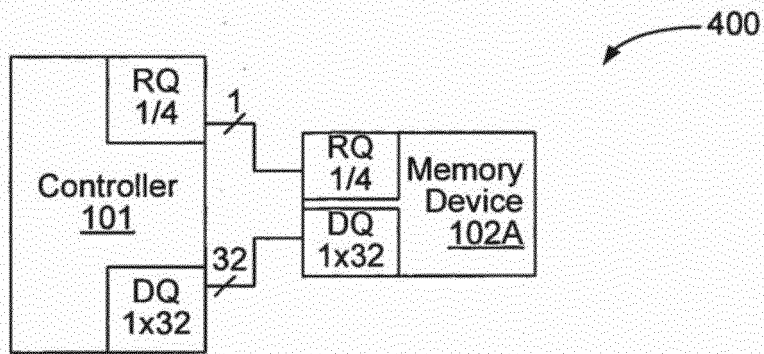 400
RQ
1/4
1
Controller
101
32
DQ
1x32
RQ
1/4
Memory
Device
102A
DQ
1x32